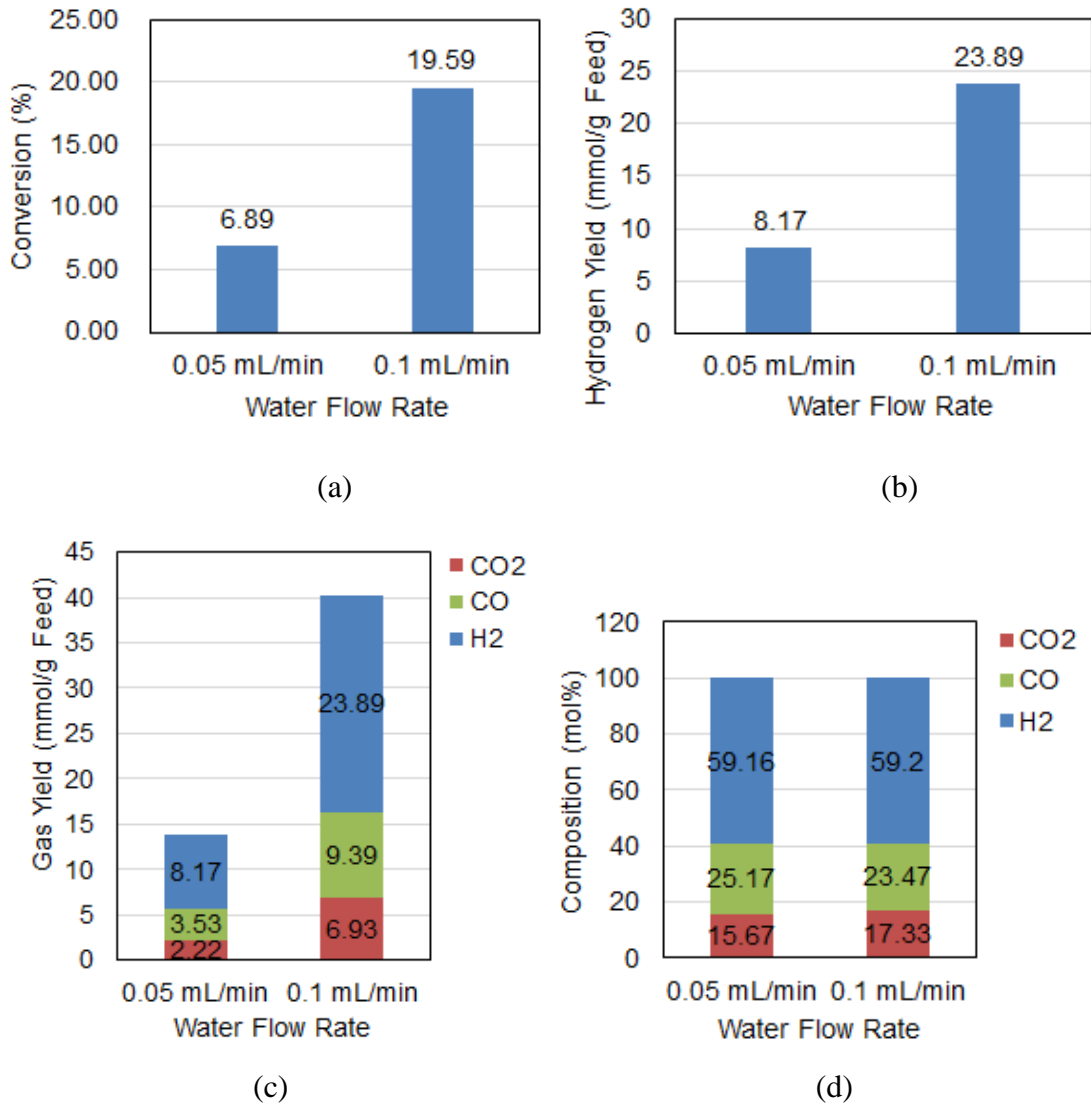 25.00
20.00
15.00
10.00
5.00
0.00
Conversion (%)
6.89
19.59
0.05 mL/min 0.1 mL/min
Water Flow Rate
(a)
30
25
20
15
10
5
0
Hydrogen Yield (mmol/g Feed)
8.17
23.89
0.05 mL/min 0.1 mL/min
Water Flow Rate
(b)
45
40
35
30
25
20
15
10
5
0
Gas Yield (mmol/g Feed)
8.17
3.53
2.22
23.89
9.39
6.93
CO2
CO
H2
0.05 mL/min 0.1 mL/min
Water Flow Rate
(c)
120
100
80
60
40
20
0
Composition (mol%)
59.16
25.17
15.67
59.2
23.47
17.33
CO2
CO
H2
0.05 mL/min 0.1 mL/min
Water Flow Rate
(d)